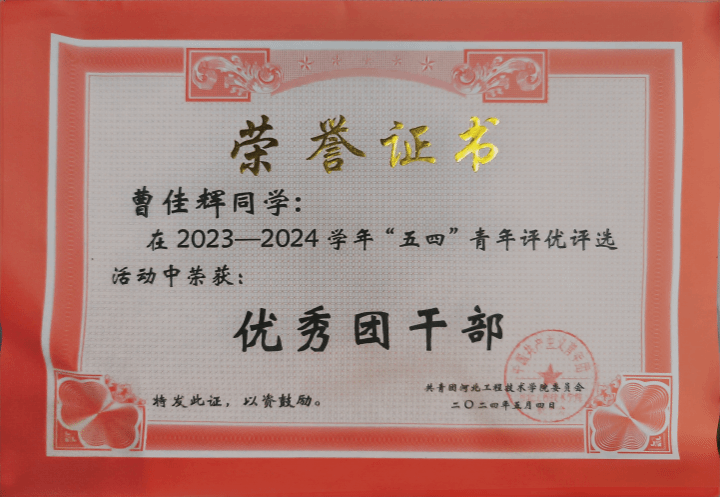 荣誉证书
曹佳辉同学：
在2023—2024学年“五四”青年评优评选
活动中荣获：
优秀团干部
特发此证，以资鼓励。
共青团河北工程技术学院委员会
二〇二四年五月四日